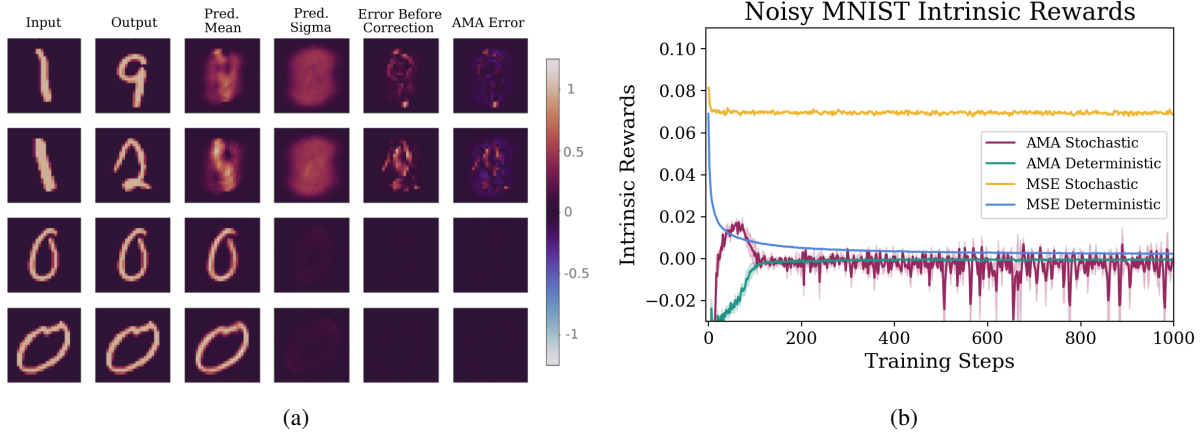 Input
Output
Pred.
Mean
Pred.
Sigma
Error Before
Correction
AMA Error
1
0.5
0
-0.5
-1
(a)
Noisy MNIST Intrinsic Rewards
Intrinsic Rewards
0.10
0.08
0.06
0.04
0.02
0.00
−0.02
AMA Stochastic
AMA Deterministic
MSE Stochastic
MSE Deterministic
0
200
400
600
800
1000
Training Steps
(b)